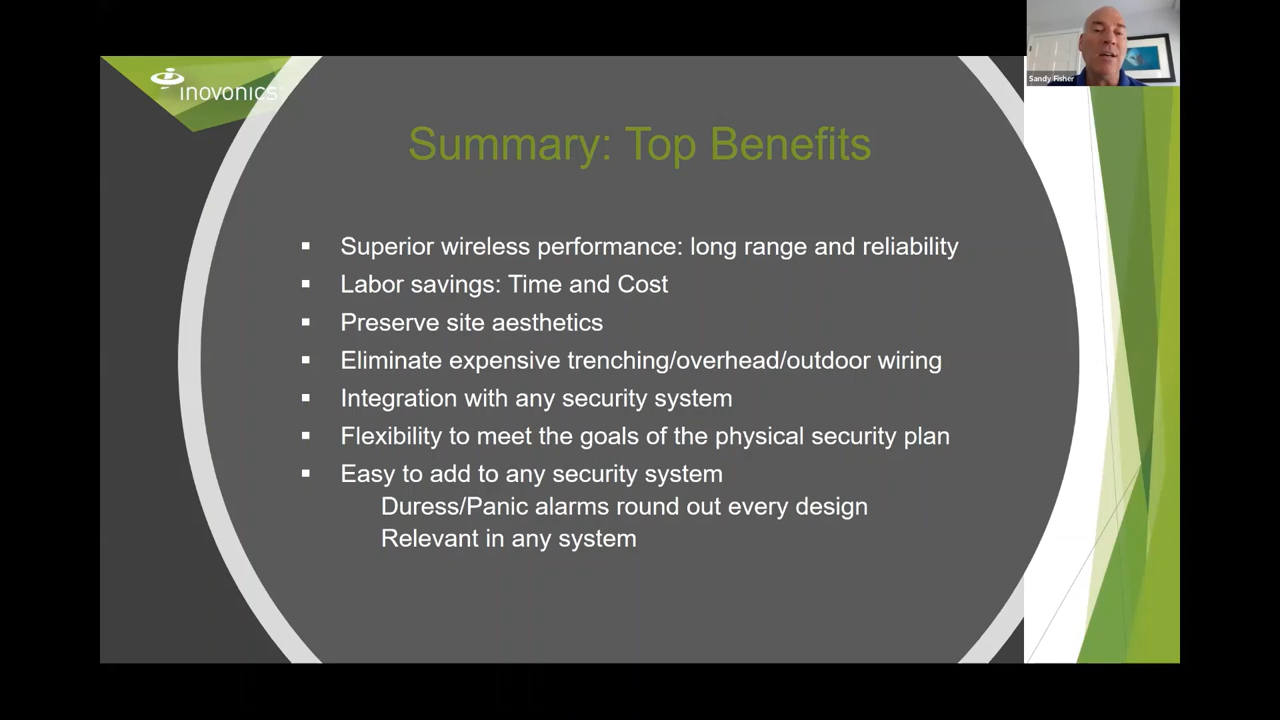 inovonics
Sandy Fisher
Summary: Top Benefits
▪ Superior wireless performance: long range and reliability
▪ Labor savings: Time and Cost
▪ Preserve site aesthetics
▪ Eliminate expensive trenching/overhead/outdoor wiring
▪ Integration with any security system
▪ Flexibility to meet the goals of the physical security plan
▪ Easy to add to any security system
Duress/Panic alarms round out every design
Relevant in any system